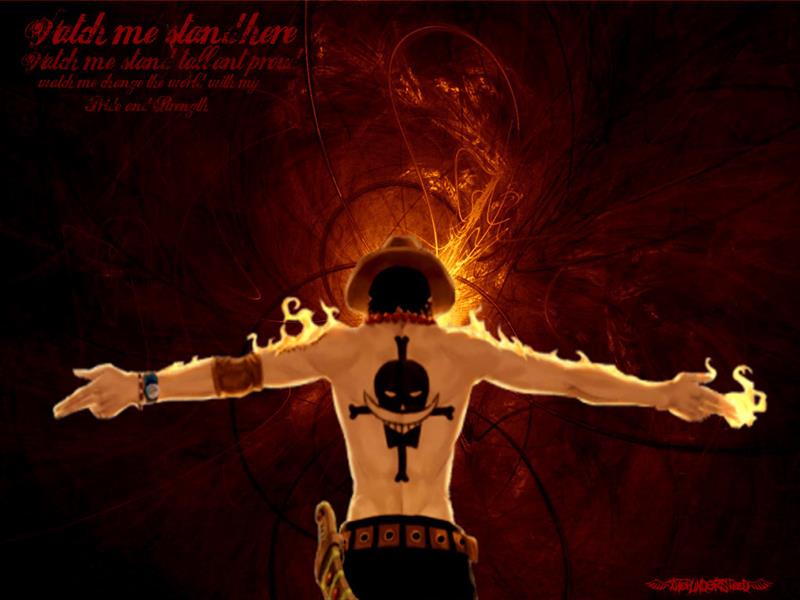 Watch me stand here
Watch me stand tall ant proud
watch me change the world with my
Pride and Strength